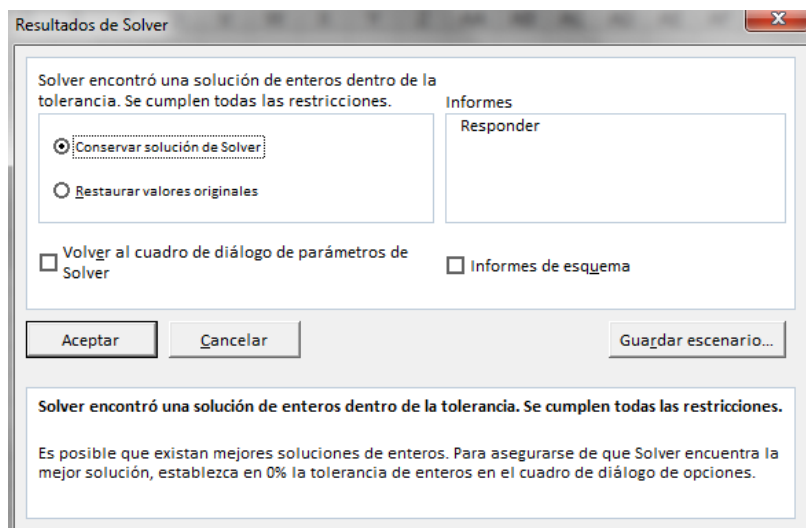 Resultados de Solver
Solver encontró una solución de enteros dentro de la
tolerancia. Se cumplen todas las restricciones.
Informes
Responder
Conservar solución de Solver
Restaurar valores originales
Volver al cuadro de diálogo de parámetros de
Solver
Informes de esquema
Aceptar
Cancelar
Guardar escenario...
Solver encontró una solución de enteros dentro de la tolerancia. Se cumplen todas las restricciones.
Es posible que existan mejores soluciones de enteros. Para asegurarse de que Solver encuentra la
mejor solución, establezca en 0% la tolerancia de enteros en el cuadro de diálogo de opciones.